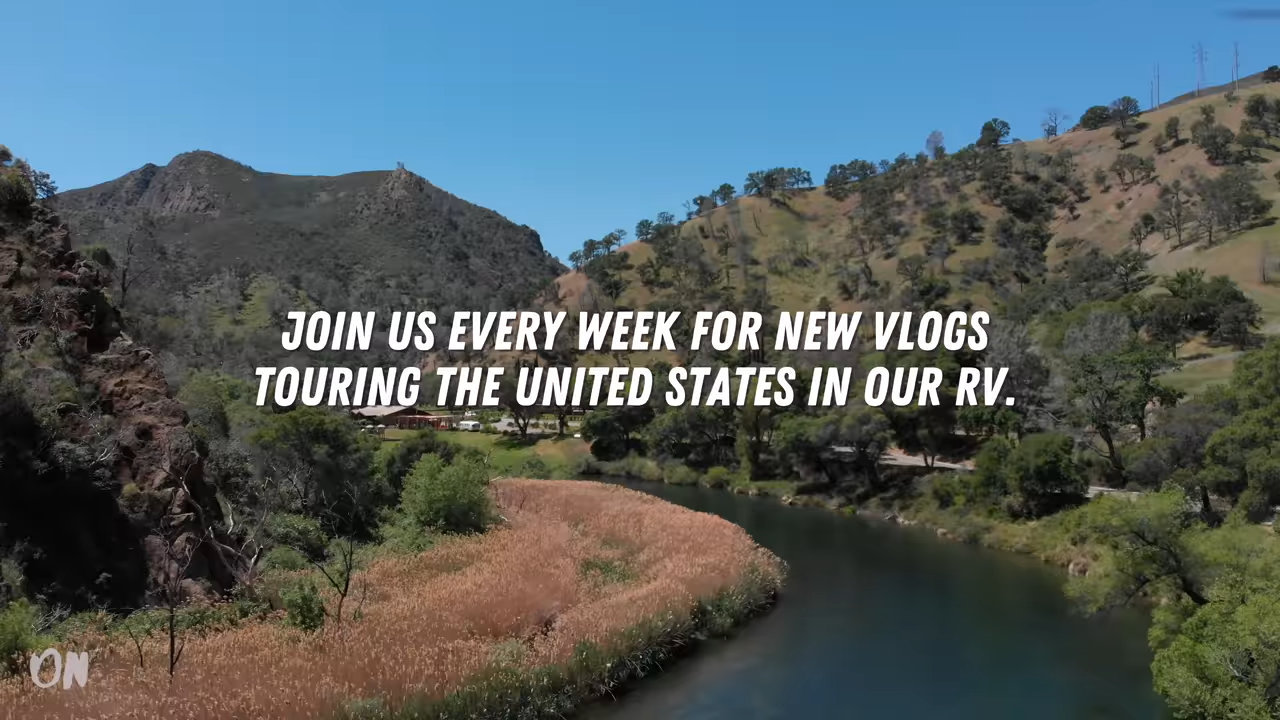 JOIN US EVERY WEEK FOR NEW VLOGS
TOURING THE UNITED STATES IN OUR RV.
ON